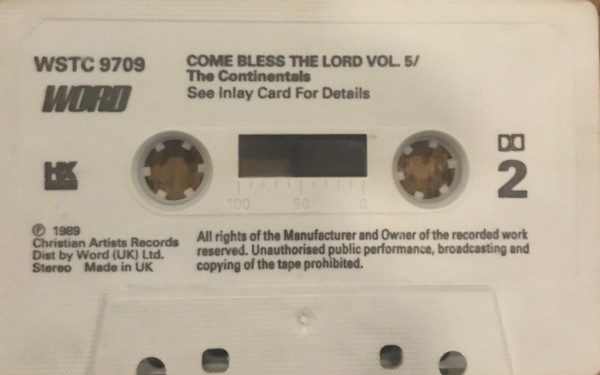 WSTC 9709
WORD
COME BLESS THE LORD VOL. 5/
The Continentals
See Inlay Card For Details
2
100 50 0
℗ 1989
Christian Artists Records
Dist by Word (UK) Ltd.
Stereo Made in UK
All rights of the Manufacturer and Owner of the recorded work
reserved. Unauthorised public performance, broadcasting and
copying of the tape prohibited.